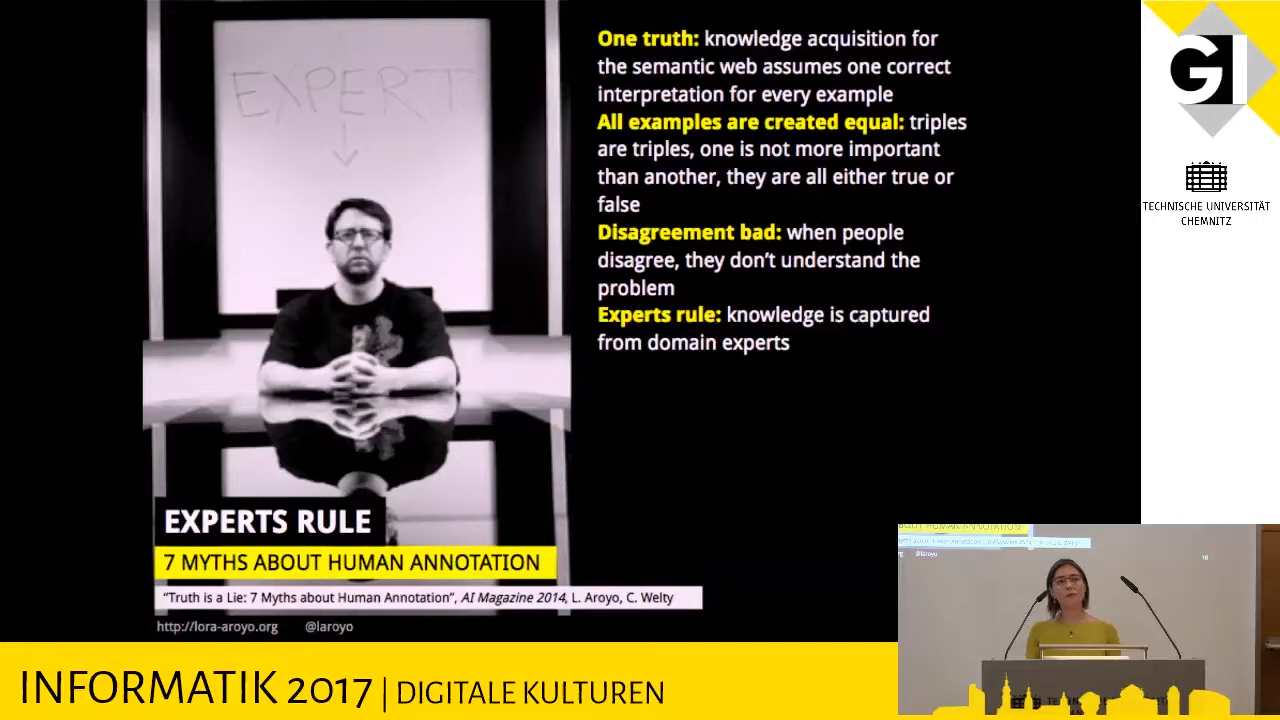 EXPERT
One truth: knowledge acquisition for
the semantic web assumes one correct
interpretation for every example
All examples are created equal: triples
are triples, one is not more important
than another, they are all either true or
false
Disagreement bad: when people
disagree, they don’t understand the
problem
Experts rule: knowledge is captured
from domain experts
EXPERTS RULE
7 MYTHS ABOUT HUMAN ANNOTATION
“Truth is a Lie: 7 Myths about Human Annotation”, AI Magazine 2014, L. Aroyo, C. Welty
http://lora-aroyo.org @laroyo
GI
TECHNISCHE UNIVERSITÄT
CHEMNITZ
@laroyo
18
INFORMATIK 2017 | DIGITALE KULTUREN